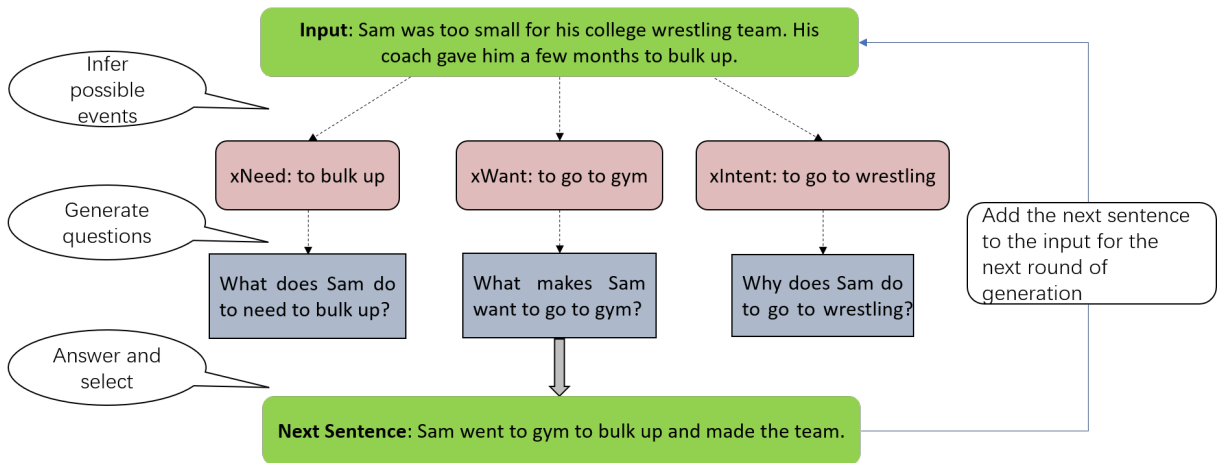 Input: Sam was too small for his college wrestling team. His
coach gave him a few months to bulk up.
Infer
possible
events
xNeed: to bulk up
xWant: to go to gym
xIntent: to go to wrestling
Generate
questions
Add the next sentence
to the input for the
next round of
generation
What does Sam do
to need to bulk up?
What makes Sam
want to go to gym?
Why does Sam do
to go to wrestling?
Answer and
select
Next Sentence: Sam went to gym to bulk up and made the team.